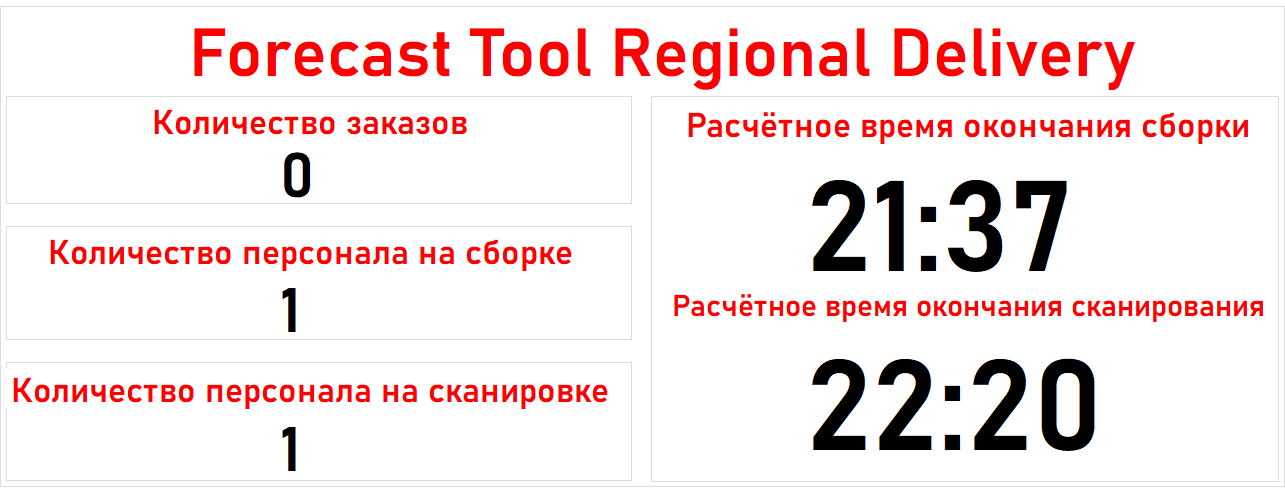 Forecast Tool Regional Delivery
Количество заказов
0
Количество персонала на сборке
1
Количество персонала на сканировке
1
Расчётное время окончания сборки
21:37
Расчётное время окончания сканирования
22:20